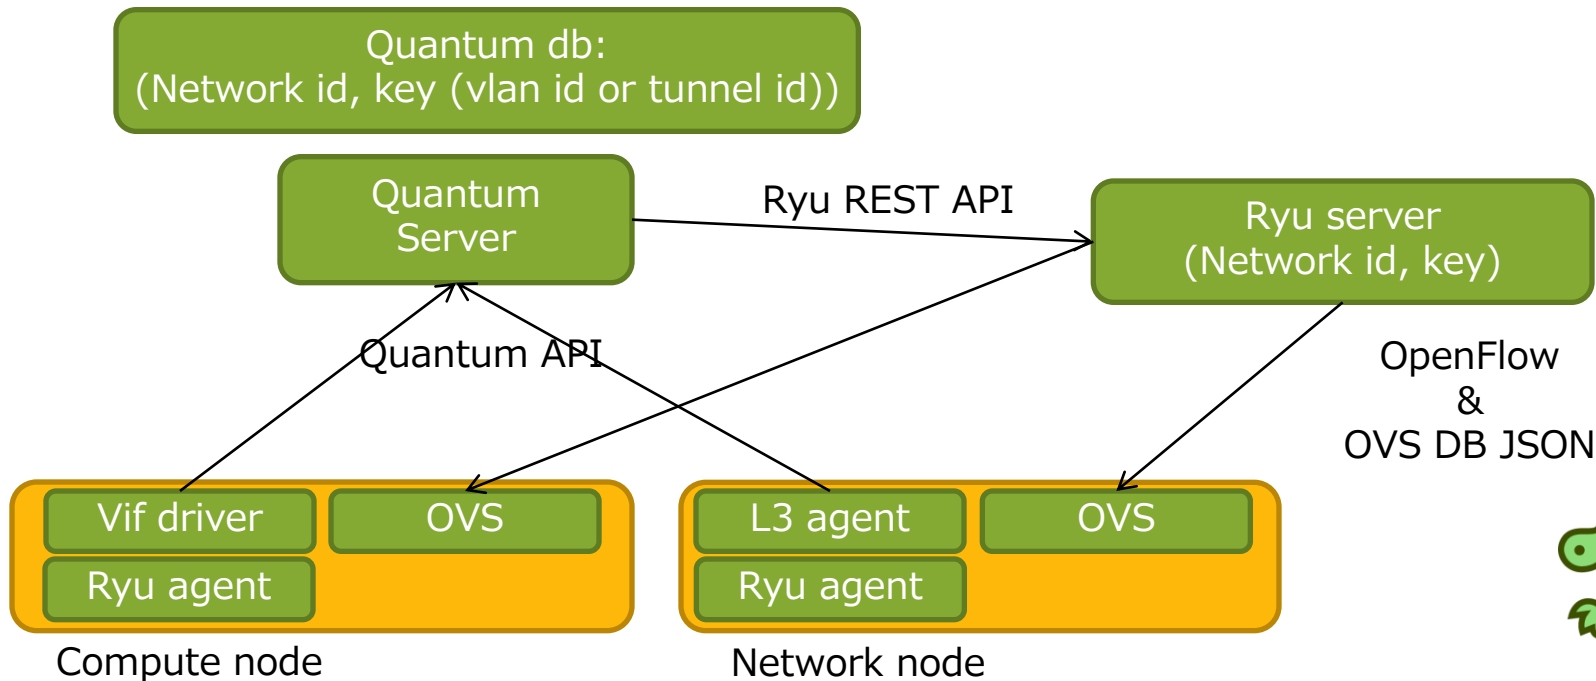 Quantum db:
(Network id, key (vlan id or tunnel id))
Quantum
Server
Ryu REST API
Ryu server
(Network id, key)
Quantum API
OpenFlow
&
OVS DB JSON
Vif driver
OVS
Ryu agent
L3 agent
OVS
Ryu agent
Compute node
Network node